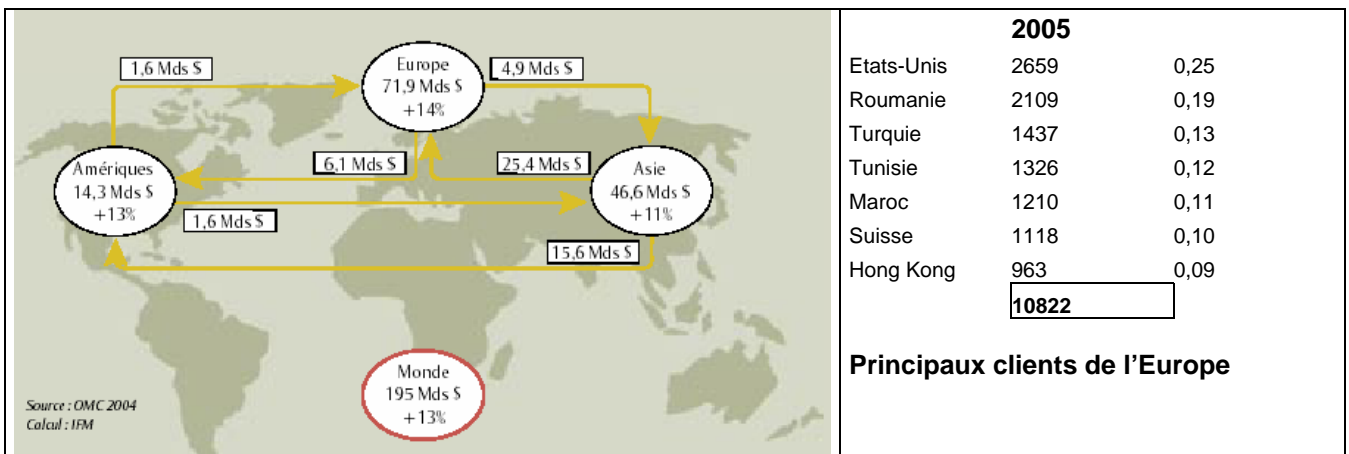 1,6 Mds $
Europe
71,9 Mds $
+14%
4,9 Mds $
Amériques
14,3 Mds $
+13%
6,1 Mds $
25,4 Mds $
Asie
46,6 Mds $
+11%
1,6 Mds $
15,6 Mds $
Monde
195 Mds $
+13%
Source : OMC 2004
Calcul : IFM
2005
Etats-Unis 2659 0,25
Roumanie 2109 0,19
Turquie 1437 0,13
Tunisie 1326 0,12
Maroc 1210 0,11
Suisse 1118 0,10
Hong Kong 963 0,09
10822
Principaux clients de l’Europe